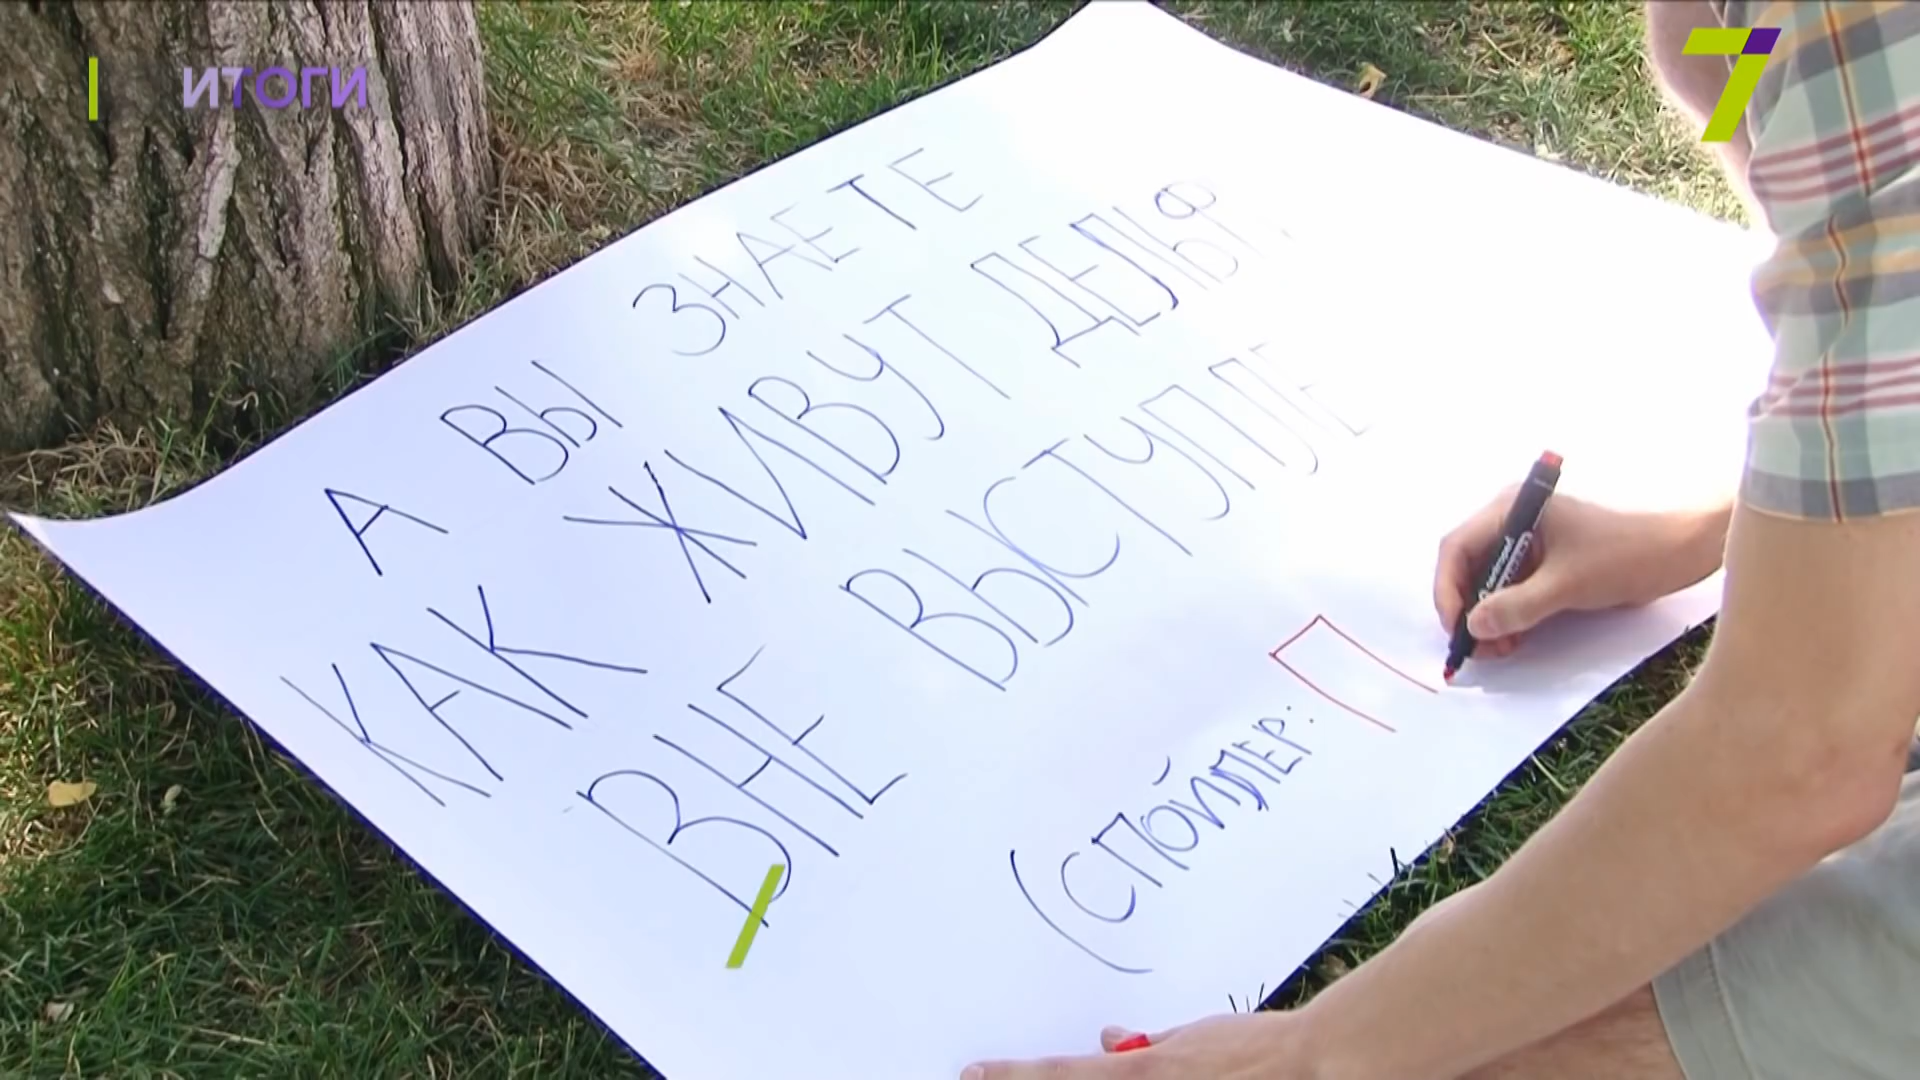 ИТОГИ
7
А ВЫ ЗНАЕТЕ
КАК ЖИВУТ ДЕЛЬФ
ВНЕ ВЫСТУПЛЕ
(СПОЙЛЕР: П